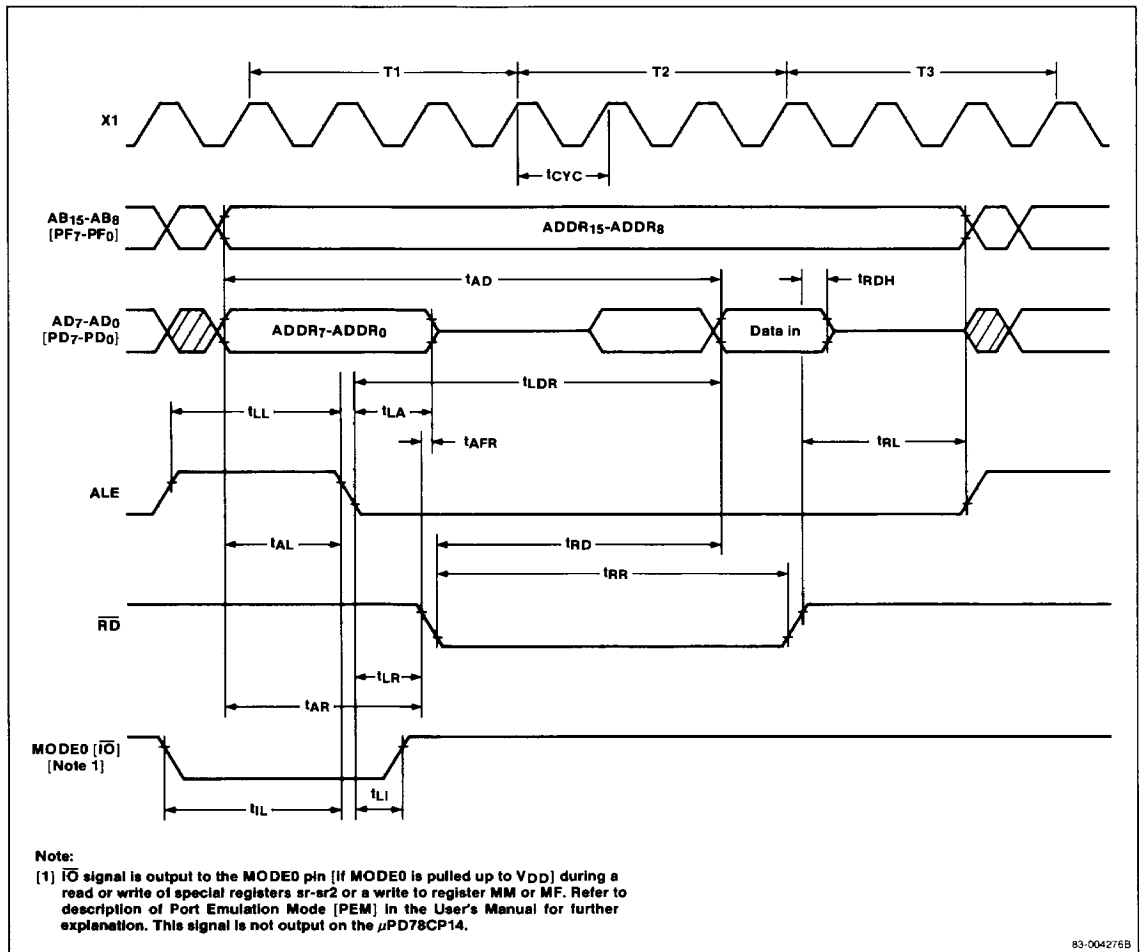 T1 T2 T3
X1
tCYC
AB15-AB8
[PF7-PF0]
ADDR15-ADDR8
tAD
tRDH
AD7-AD0
[PD7-PD0]
ADDR7-ADDR0
Data in
tLDR
tLL
tLA
tAFR
tRL
ALE
tAL
tRD
tRR
RD
tLR
tAR
MODE0 [IO]
[Note 1]
tIL
tLI
Note:
[1] IO signal is output to the MODE0 pin [If MODE0 is pulled up to VDD] during a
read or write of special registers sr-sr2 or a write to register MM or MF. Refer to
description of Port Emulation Mode [PEM] in the User's Manual for further
explanation. This signal is not output on the µPD78CP14.
83-004276B